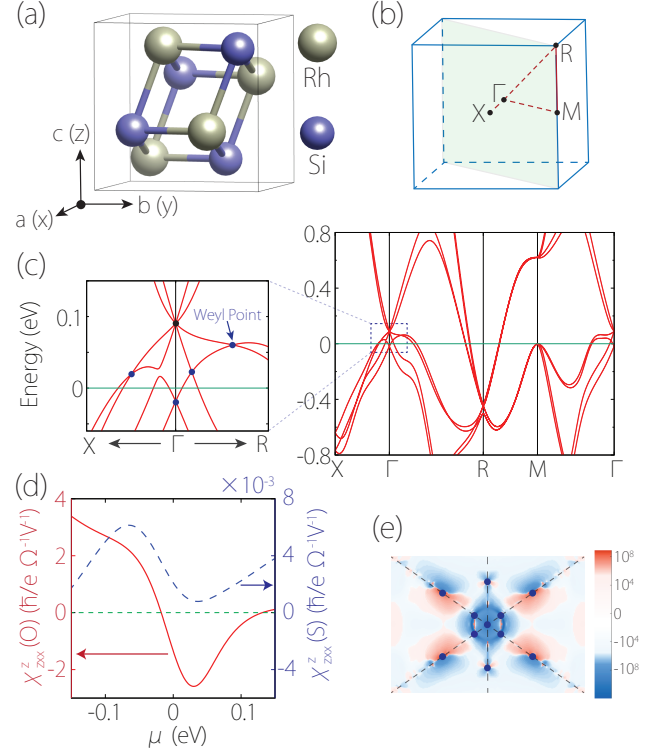 (a)
Rh
Si
c (z)
a (x)
b (y)
(b)
R
Γ
X
M
(c)
Energy (eV)
0.1
0
Weyl Point
X
Γ
R
0.8
0.4
0
-0.4
-0.8
X
Γ
R
M
Γ
(d)
×10⁻³
χᶻ_zxx (O) (ħ/e Ω⁻¹V⁻¹)
4
2
0
-2
8
4
0
-4
χᶻ_zxx (S) (ħ/e Ω⁻¹V⁻¹)
-0.1
0
0.1
μ (eV)
(e)
10⁸
10⁴
0
-10⁴
-10⁸